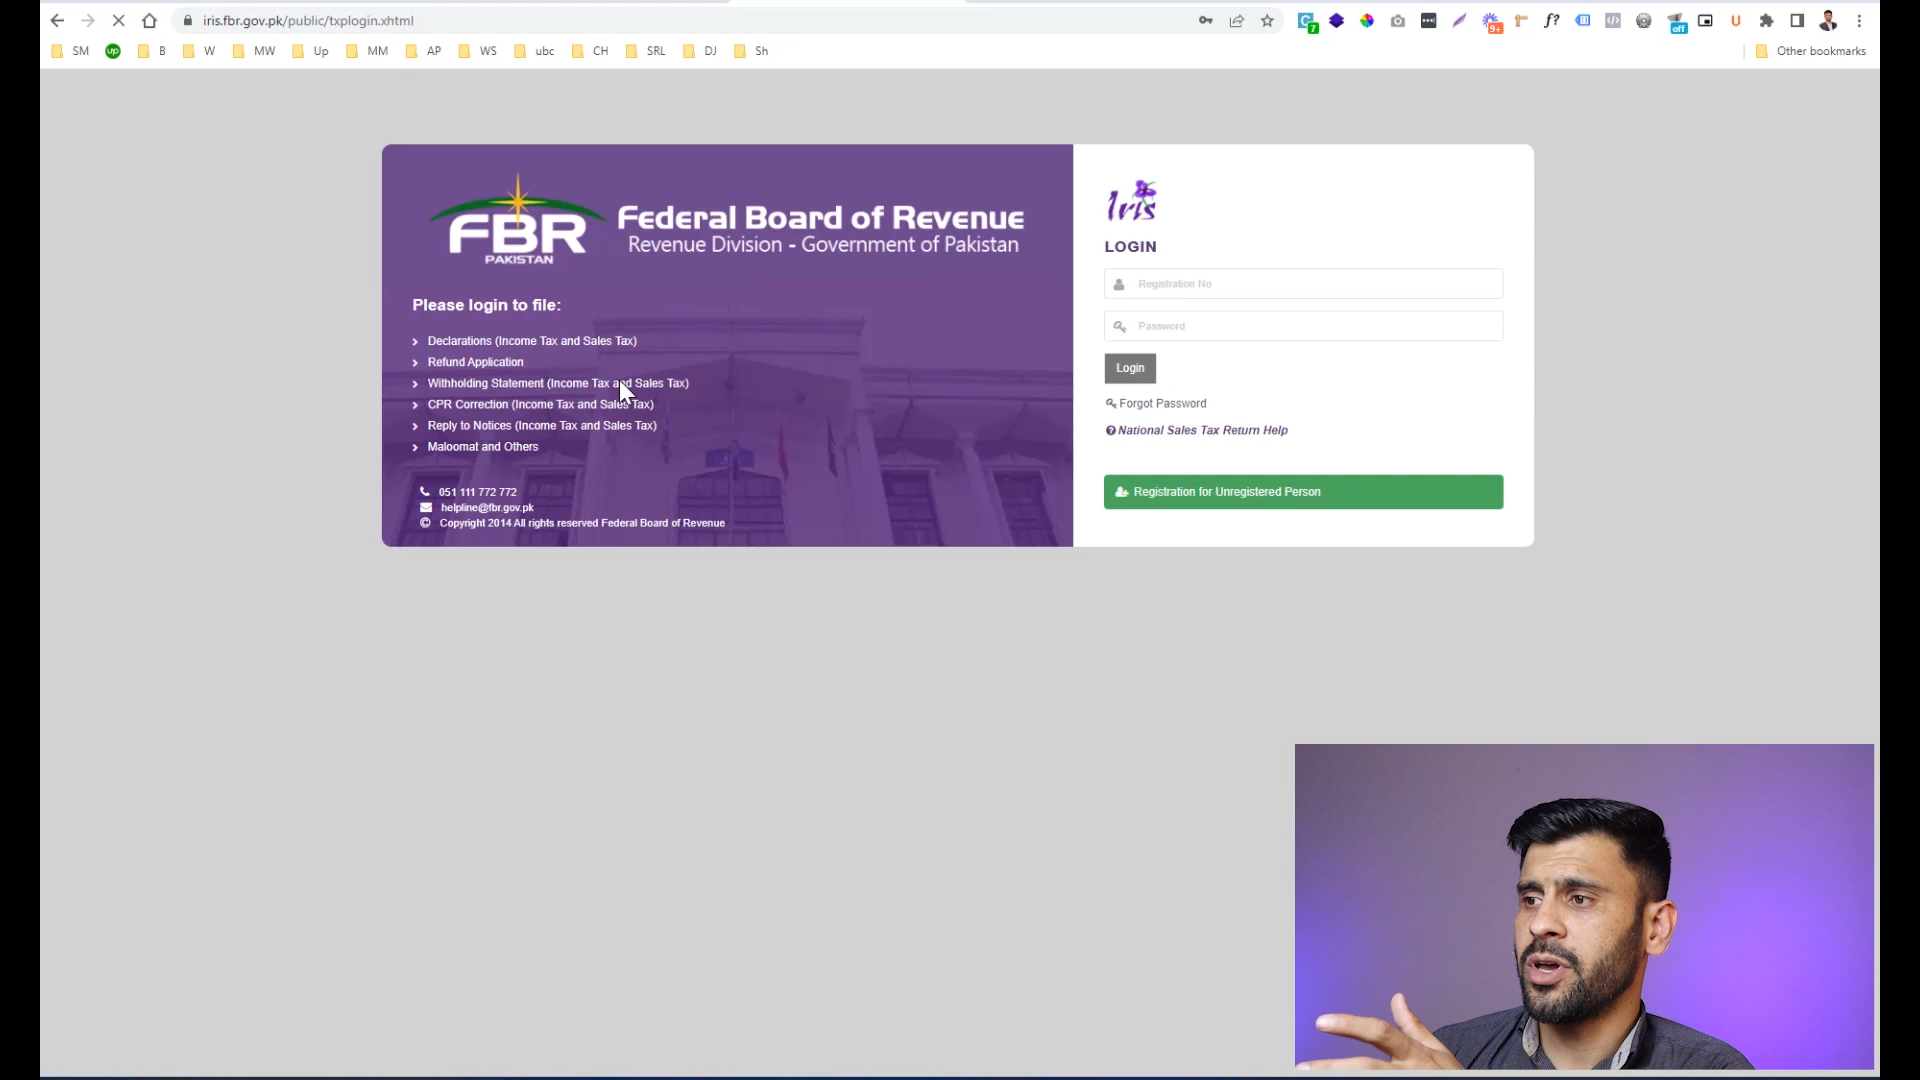 iris.fbr.gov.pk/public/txplogin.xhtml
7
9+
f?
off
U
SM
up
B
W
MW
Up
MM
AP
WS
ubc
CH
SRL
DJ
Sh
Other bookmarks
FBR
PAKISTAN
Federal Board of Revenue
Revenue Division - Government of Pakistan
Please login to file:
Declarations (Income Tax and Sales Tax)
Refund Application
Withholding Statement (Income Tax and Sales Tax)
CPR Correction (Income Tax and Sales Tax)
Reply to Notices (Income Tax and Sales Tax)
Maloomat and Others
051 111 772 772
helpline@fbr.gov.pk
© Copyright 2014 All rights reserved Federal Board of Revenue
Iris
LOGIN
Registration No
Password
Login
Forgot Password
National Sales Tax Return Help
Registration for Unregistered Person